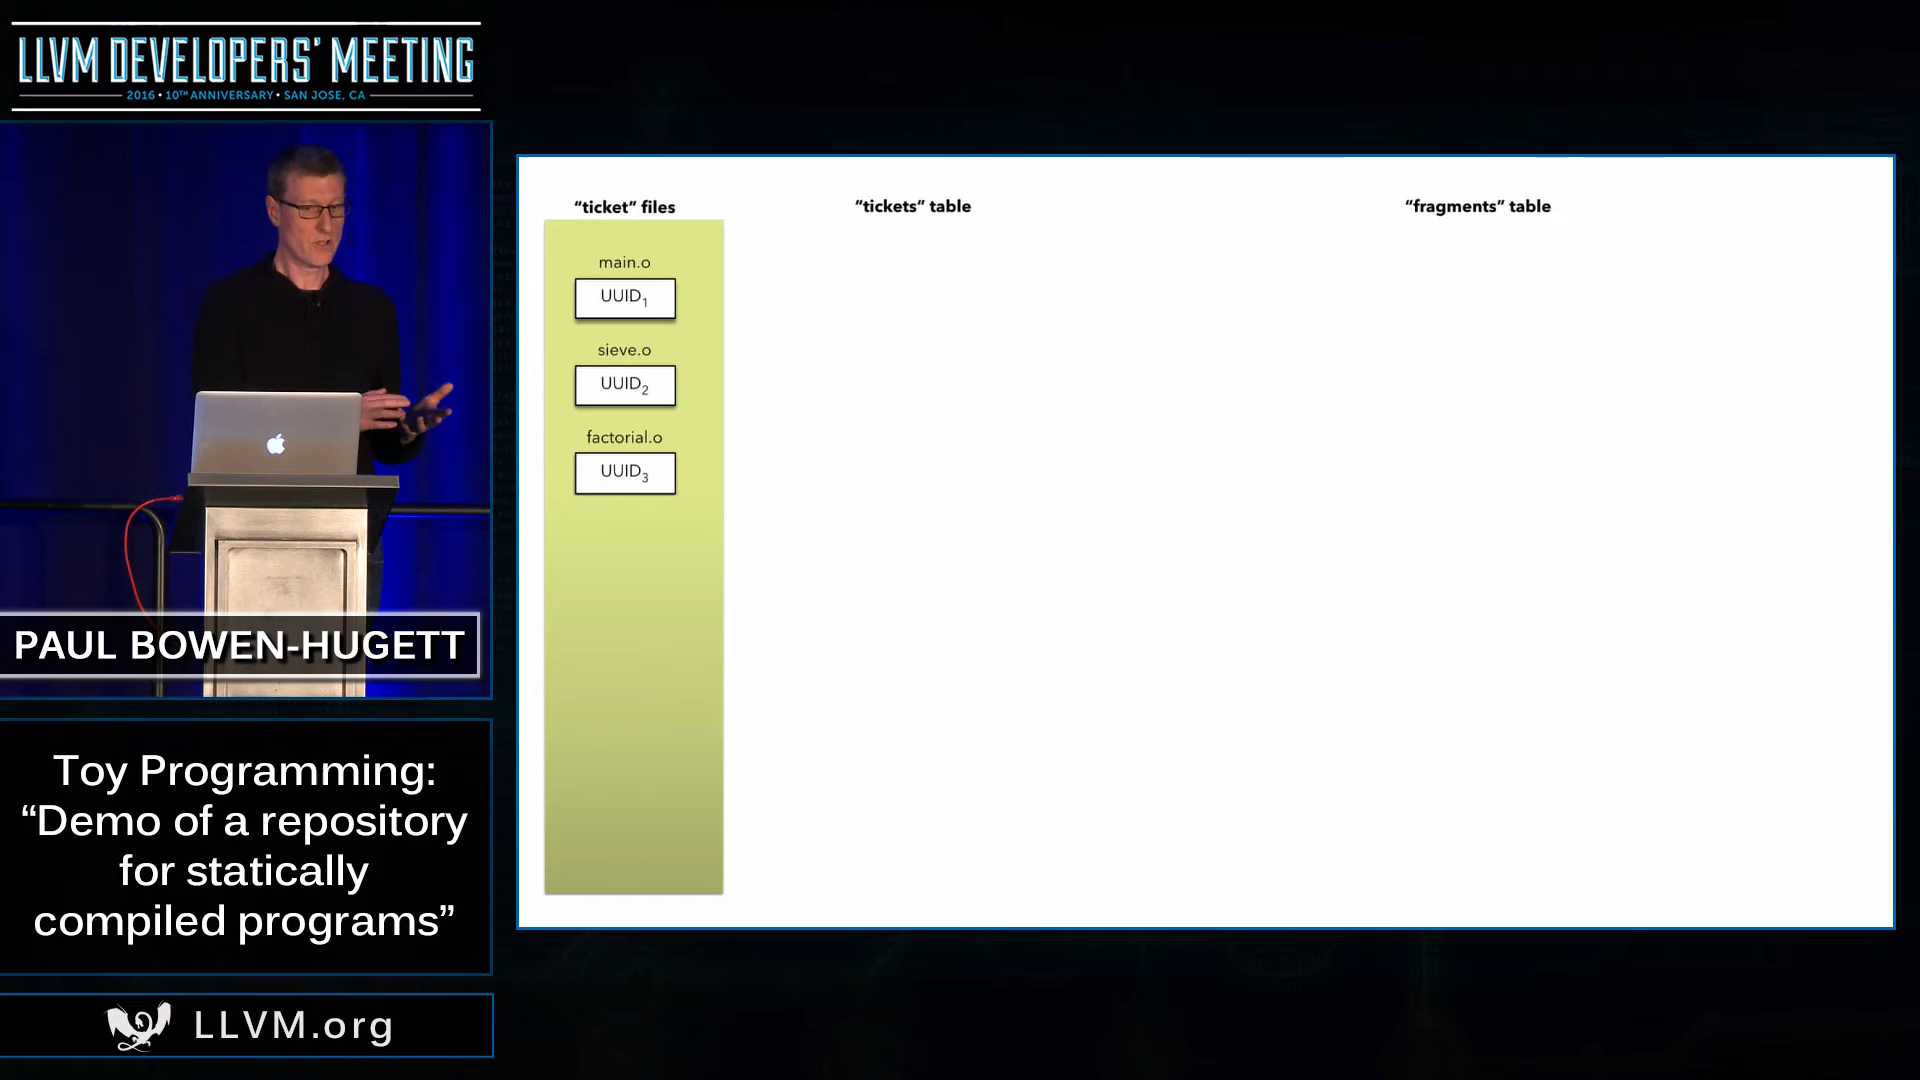 LLVM DEVELOPERS' MEETING
2016 • 10TH ANNIVERSARY • SAN JOSE, CA
PAUL BOWEN-HUGETT
Toy Programming:
“Demo of a repository
for statically
compiled programs”
LLVM.org
“ticket” files
“tickets” table
“fragments” table
main.o
UUID1
sieve.o
UUID2
factorial.o
UUID3